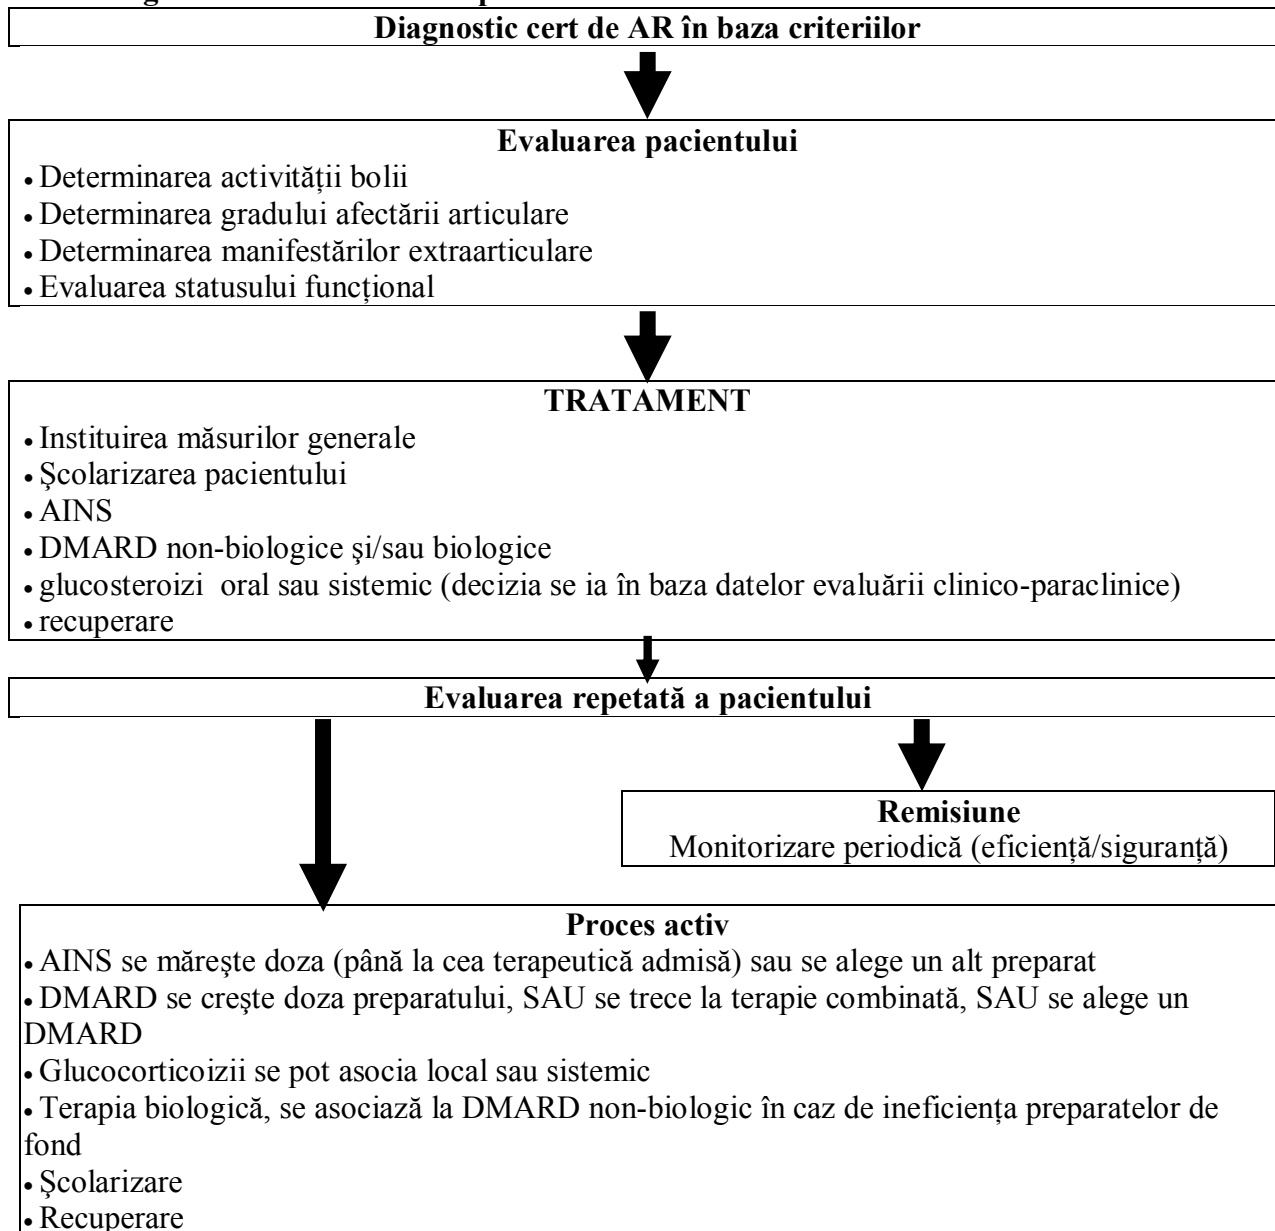 Diagnostic cert de AR în baza criteriilor
Evaluarea pacientului
• Determinarea activității bolii
• Determinarea gradului afectării articulare
• Determinarea manifestărilor extraarticulare
• Evaluarea statusului funcțional
TRATAMENT
• Instituirea măsurilor generale
• Şcolarizarea pacientului
• AINS
• DMARD non-biologice şi/sau biologice
• glucosteroizi oral sau sistemic (decizia se ia în baza datelor evaluării clinico-paraclinice)
• recuperare
Evaluarea repetată a pacientului
Remisiune
Monitorizare periodică (eficiență/siguranță)
Proces activ
• AINS se măreşte doza (până la cea terapeutică admisă) sau se alege un alt preparat
• DMARD se creşte doza preparatului, SAU se trece la terapie combinată, SAU se alege un
DMARD
• Glucocorticoizii se pot asocia local sau sistemic
• Terapia biologică, se asociază la DMARD non-biologic în caz de ineficiența preparatelor de
fond
• Şcolarizare
• Recuperare